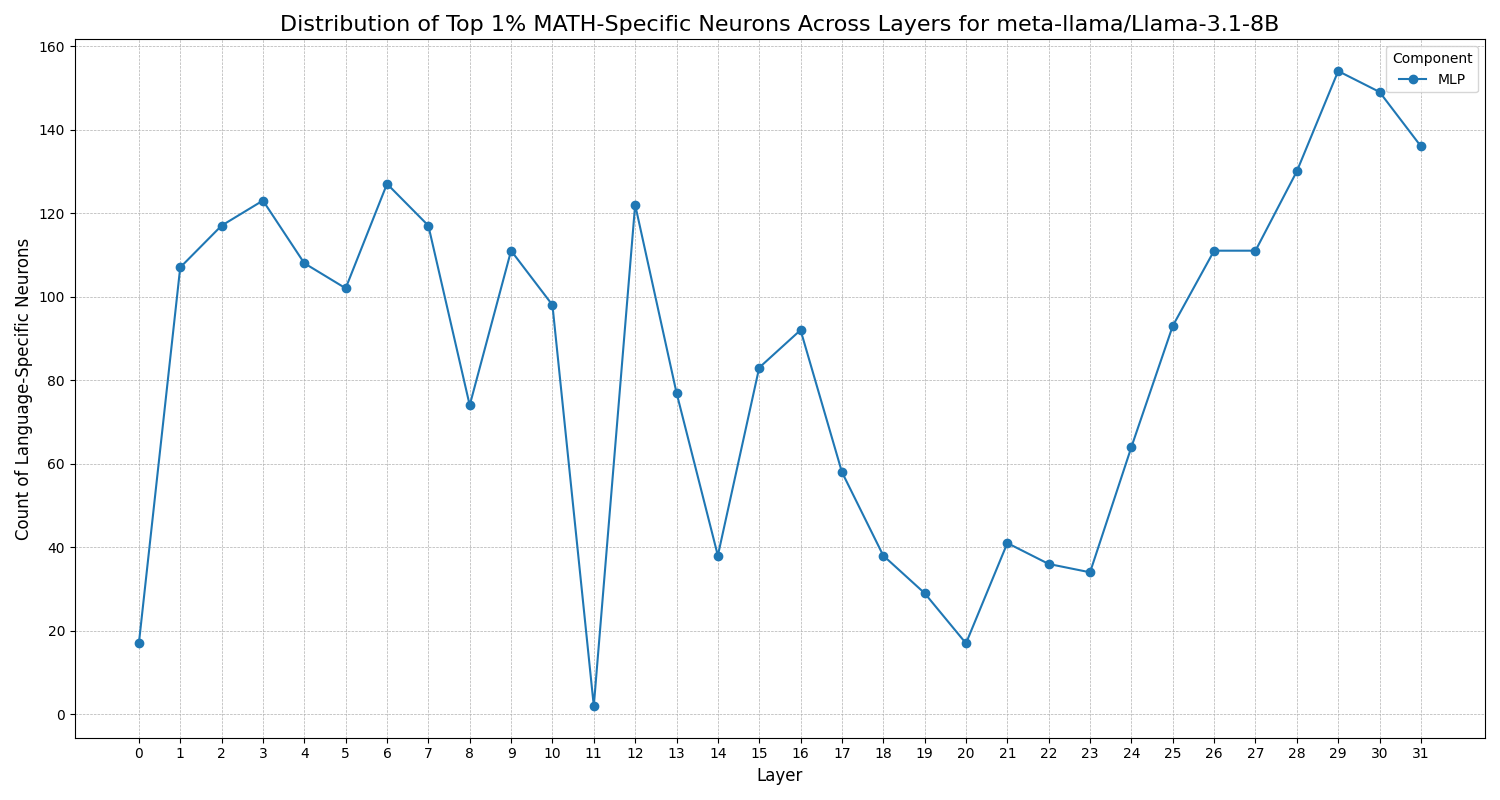 Distribution of Top 1% MATH-Specific Neurons Across Layers for meta-llama/Llama-3.1-8B
Component
MLP
160
140
120
100
80
60
40
20
0
Count of Language-Specific Neurons
0 1 2 3 4 5 6 7 8 9 10 11 12 13 14 15 16 17 18 19 20 21 22 23 24 25 26 27 28 29 30 31
Layer